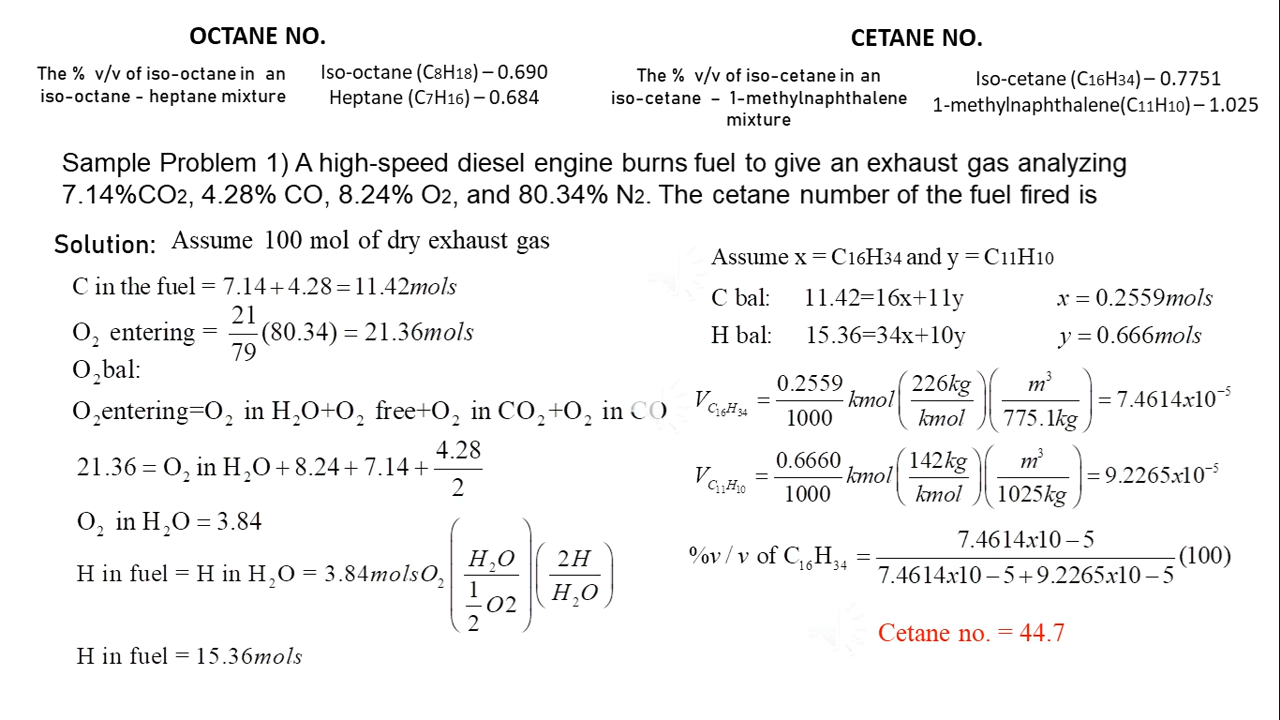 OCTANE NO.
The % v/v of iso-octane in an
iso-octane - heptane mixture
Iso-octane (C8H18) – 0.690
Heptane (C7H16) – 0.684
CETANE NO.
The % v/v of iso-cetane in an
iso-cetane – 1-methylnaphthalene
mixture
Iso-cetane (C16H34) – 0.7751
1-methylnaphthalene(C11H10) – 1.025
Sample Problem 1) A high-speed diesel engine burns fuel to give an exhaust gas analyzing
7.14%CO2, 4.28% CO, 8.24% O2, and 80.34% N2. The cetane number of the fuel fired is
Solution: Assume 100 mol of dry exhaust gas
C in the fuel = 7.14 + 4.28 = 11.42mols
O₂ entering = 21/79 (80.34) = 21.36mols
O₂bal:
O₂entering=O₂ in H₂O+O₂ free+O₂ in CO₂+O₂ in CO
21.36 = O₂ in H₂O + 8.24 + 7.14 + 4.28/2
O₂ in H₂O = 3.84
H in fuel = H in H₂O = 3.84molsO₂ (H₂O / 1/2 O2) (2H / H₂O)
H in fuel = 15.36mols
Assume x = C16H34 and y = C11H10
C bal: 11.42=16x+11y x = 0.2559mols
H bal: 15.36=34x+10y y = 0.666mols
V C₁₆H₃₄ = 0.2559/1000 kmol (226kg/kmol) (m³/775.1kg) = 7.4614x10⁻⁵
V C₁₁H₁₀ = 0.6660/1000 kmol (142kg/kmol) (m³/1025kg) = 9.2265x10⁻⁵
%v / v of C₁₆H₃₄ = 7.4614x10 – 5 / 7.4614x10 – 5 + 9.2265x10 – 5 (100)
Cetane no. = 44.7